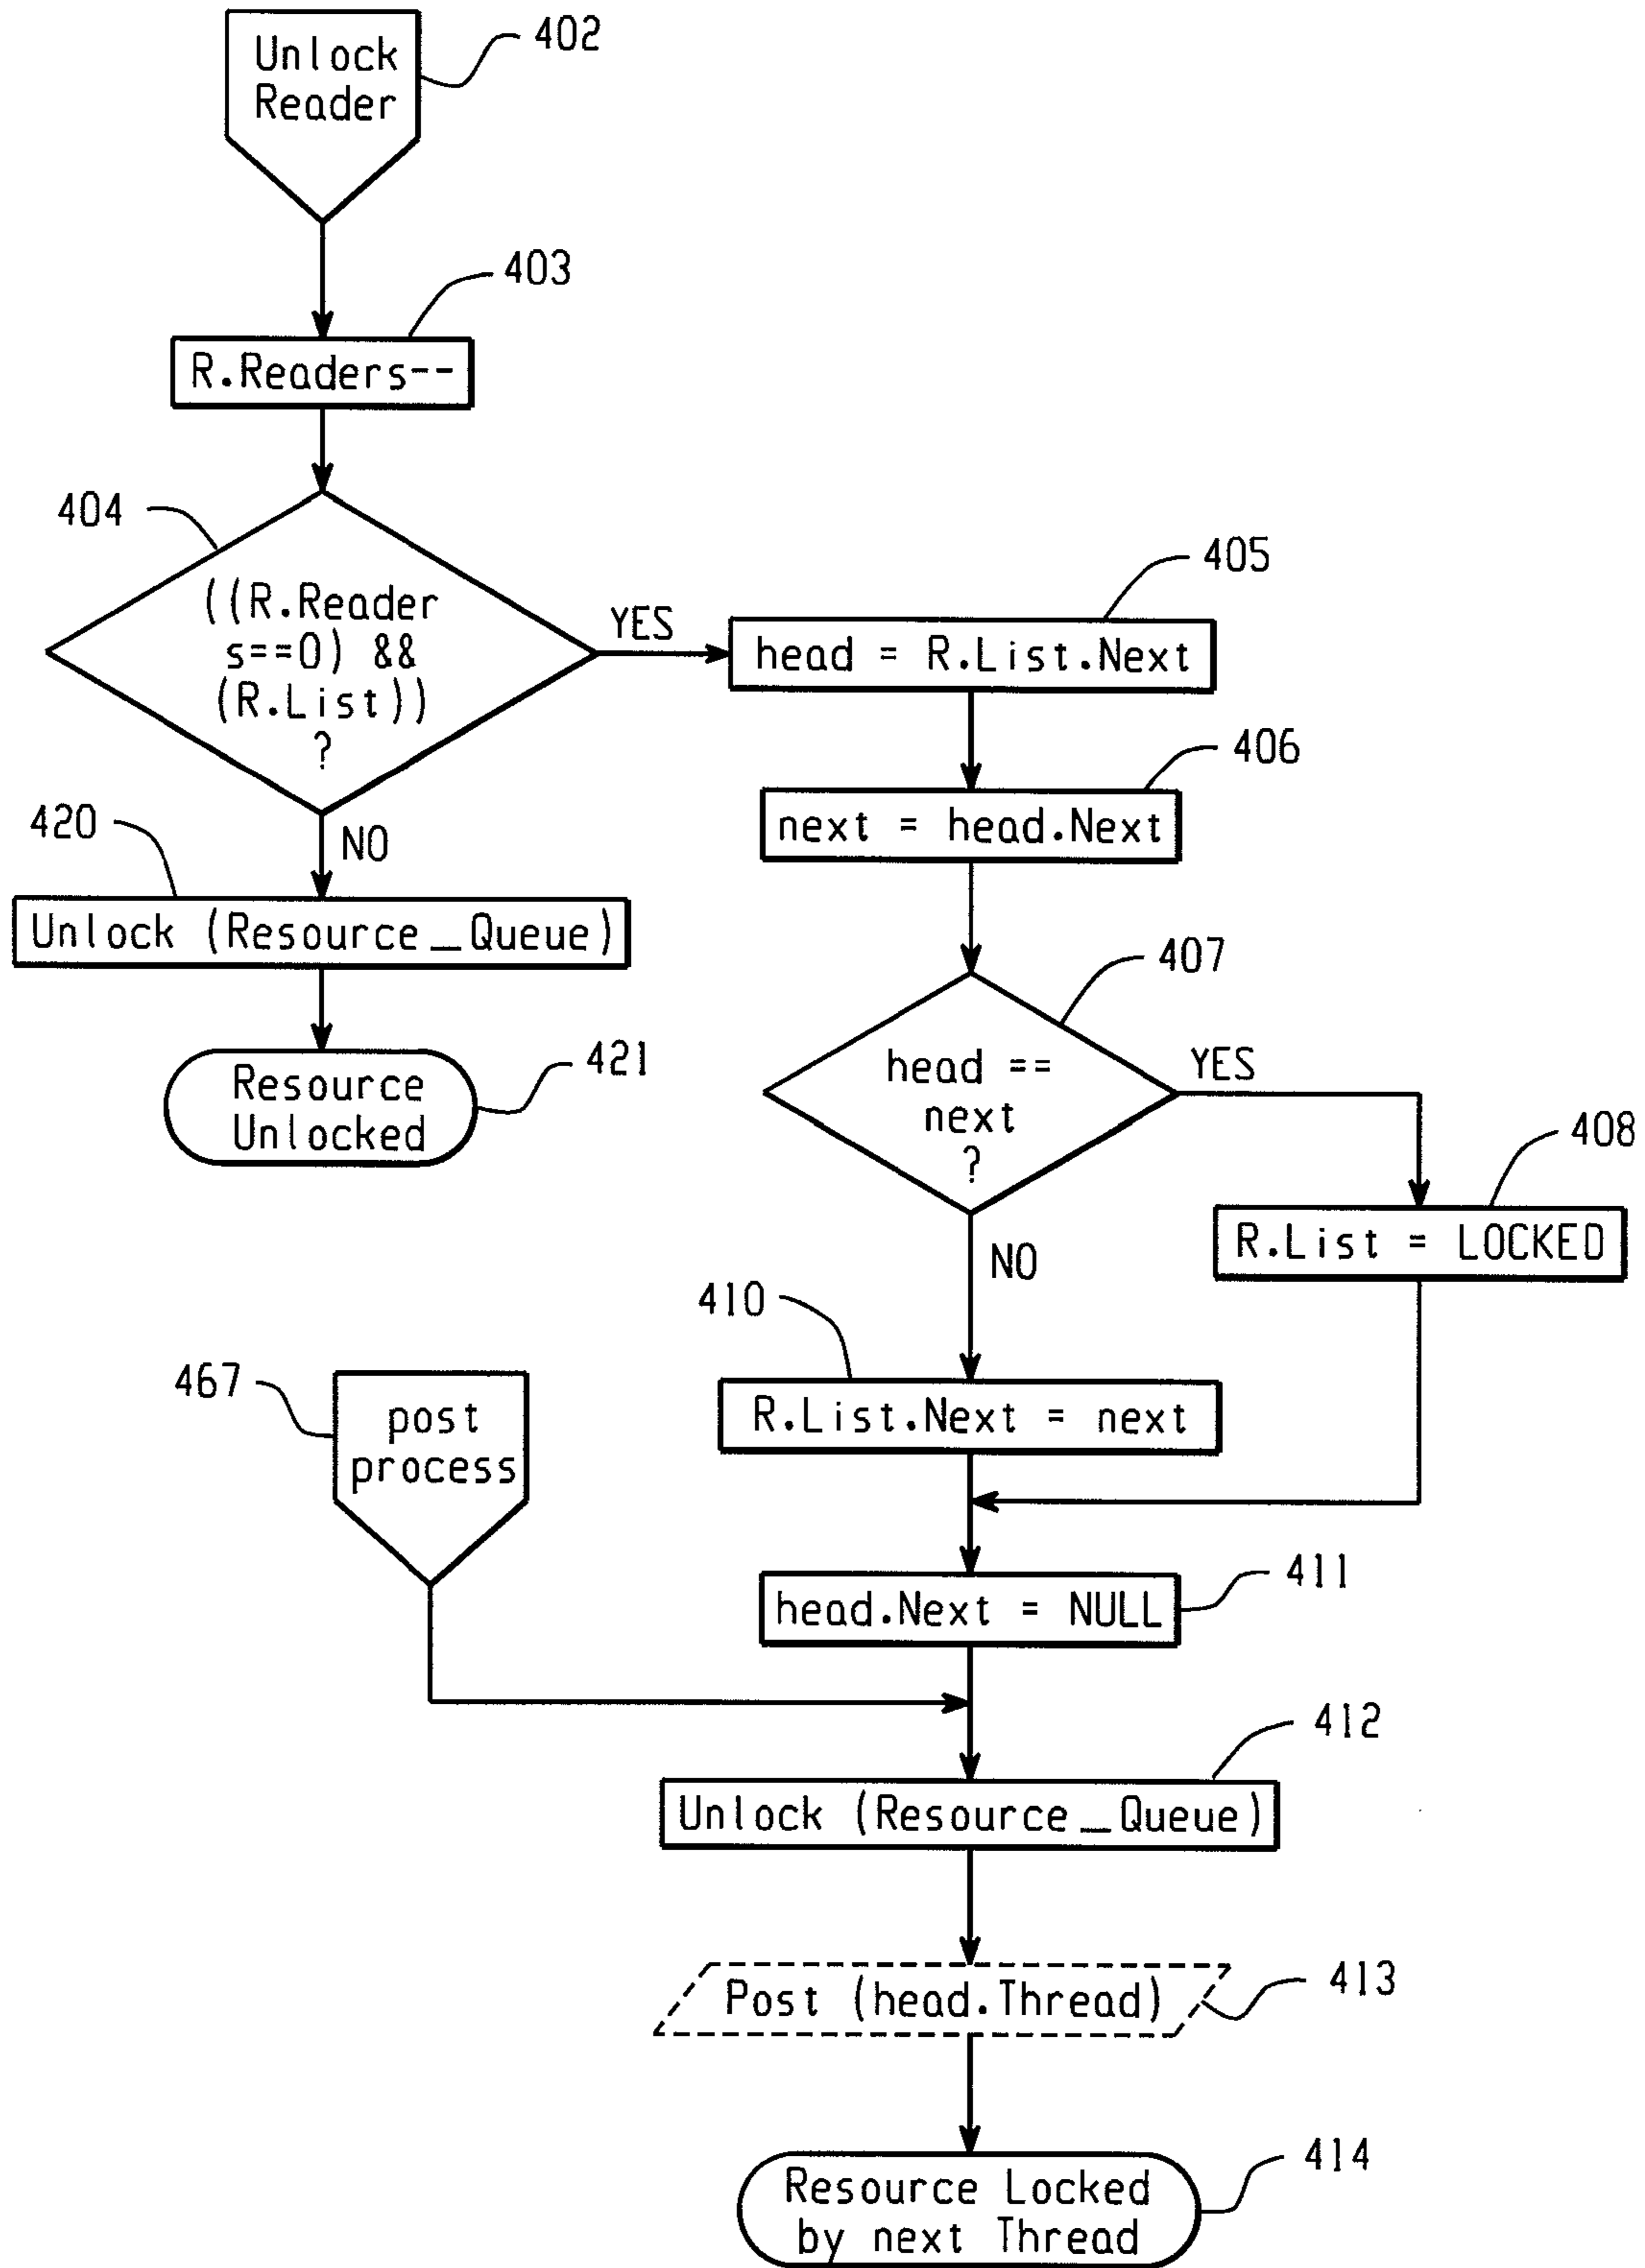 Unlock
Reader
402
403
R.Readers--
404
((R.Reader
s==0) &&
(R.List))
?
YES
405
head = R.List.Next
406
next = head.Next
NO
420
Unlock (Resource_Queue)
421
Resource
Unlocked
407
head ==
next
?
YES
408
R.List = LOCKED
NO
410
R.List.Next = next
467
post
process
411
head.Next = NULL
412
Unlock (Resource_Queue)
413
Post (head.Thread)
414
Resource Locked
by next Thread